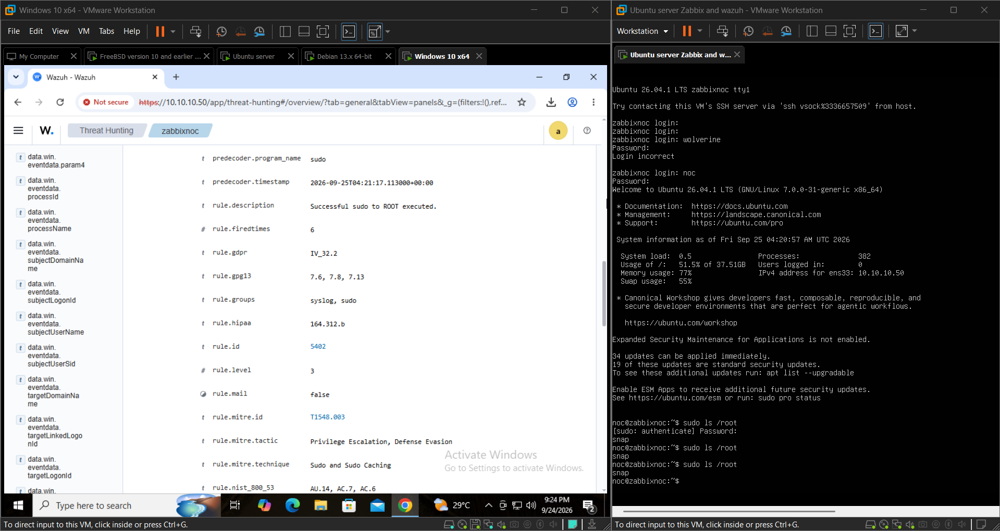 Windows 10 x64 - VMware Workstation
File Edit View VM Tabs Help
My Computer
FreeBSD version 10 and earlier ...
Ubuntu server
Debian 13.x 64-bit
Windows 10 x64
Wazuh - Wazuh
Not secure
https://10.10.10.50/app/threat-hunting#/overview/?tab=general&tabView=panels&_g=(filters:!(),ref...
W.
Threat Hunting
zabbixnoc
a
t data.win.
eventdata.param4
t data.win.
eventdata.
processId
t data.win.
eventdata.
processName
t data.win.
eventdata.
subjectDomainNa
me
t data.win.
eventdata.
subjectLogonId
t data.win.
eventdata.
subjectUserName
t data.win.
eventdata.
subjectUserSid
t data.win.
eventdata.
targetDomainNa
me
t data.win.
eventdata.
targetLinkedLogo
nId
t data.win.
eventdata.
targetLogonId
t data.win.
t predecoder.program_name sudo
t predecoder.timestamp 2026-09-25T04:21:17.113000+00:00
t rule.description Successful sudo to ROOT executed.
# rule.firedtimes 6
t rule.gdpr IV_32.2
t rule.gpg13 7.6, 7.8, 7.13
t rule.groups syslog, sudo
t rule.hipaa 164.312.b
t rule.id 5402
# rule.level 3
rule.mail false
t rule.mitre.id T1548.003
t rule.mitre.tactic Privilege Escalation, Defense Evasion
t rule.mitre.technique Sudo and Sudo Caching
t rule.nist_800_53 AU.14, AC.7, AC.6
Activate Windows
Go to Settings to activate Windows.
Type here to search
29°C
9:24 PM
9/24/2026
2
To direct input to this VM, click inside or press Ctrl+G.
Ubuntu server Zabbix and wazuh - VMware Workstation
Workstation
Ubuntu server Zabbix and w...
Ubuntu 26.04.1 LTS zabbixnoc tty1
Try contacting this VM's SSH server via 'ssh vsock%3336657509' from host.
zabbixnoc login:
zabbixnoc login:
zabbixnoc login: wolverine
Password:
Login incorrect
zabbixnoc login: noc
Password:
Welcome to Ubuntu 26.04.1 LTS (GNU/Linux 7.0.0-31-generic x86_64)
* Documentation: https://docs.ubuntu.com
* Management: https://landscape.canonical.com
* Support: https://ubuntu.com/pro
System information as of Fri Sep 25 04:20:57 AM UTC 2026
System load: 0.5 Processes: 382
Usage of /: 51.5% of 37.51GB Users logged in: 0
Memory usage: 77% IPv4 address for ens33: 10.10.10.50
Swap usage: 55%
* Canonical Workshop gives developers fast, composable, reproducible, and
secure developer environments that are perfect for agentic workflows.
https://ubuntu.com/workshop
Expanded Security Maintenance for Applications is not enabled.
34 updates can be applied immediately.
19 of these updates are standard security updates.
To see these additional updates run: apt list --upgradable
Enable ESM Apps to receive additional future security updates.
See https://ubuntu.com/esm or run: sudo pro status
noc@zabbixnoc:~$ sudo ls /root
[sudo: authenticate] Password:
snap
noc@zabbixnoc:~$ sudo ls /root
snap
noc@zabbixnoc:~$ sudo ls /root
snap
noc@zabbixnoc:~$
To direct input to this VM, click inside or press Ctrl+G.